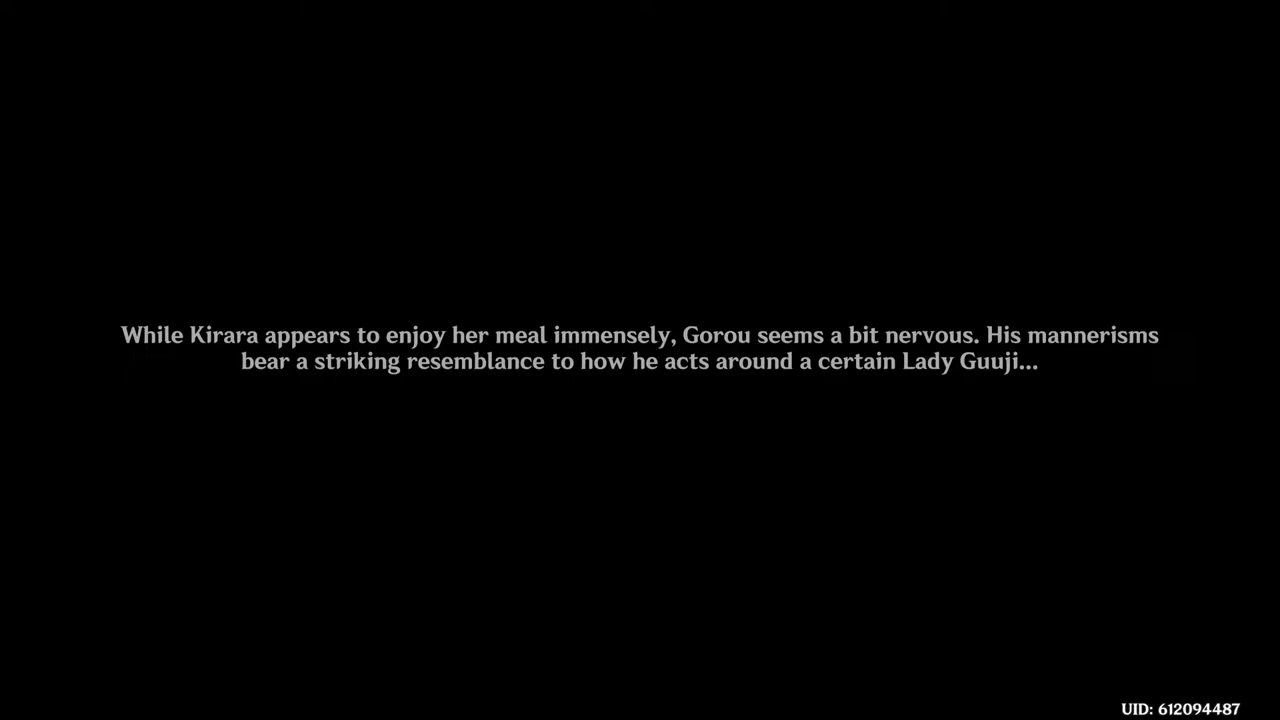 While Kirara appears to enjoy her meal immensely, Gorou seems a bit nervous. His mannerisms
bear a striking resemblance to how he acts around a certain Lady Guuji...
UID: 612094487